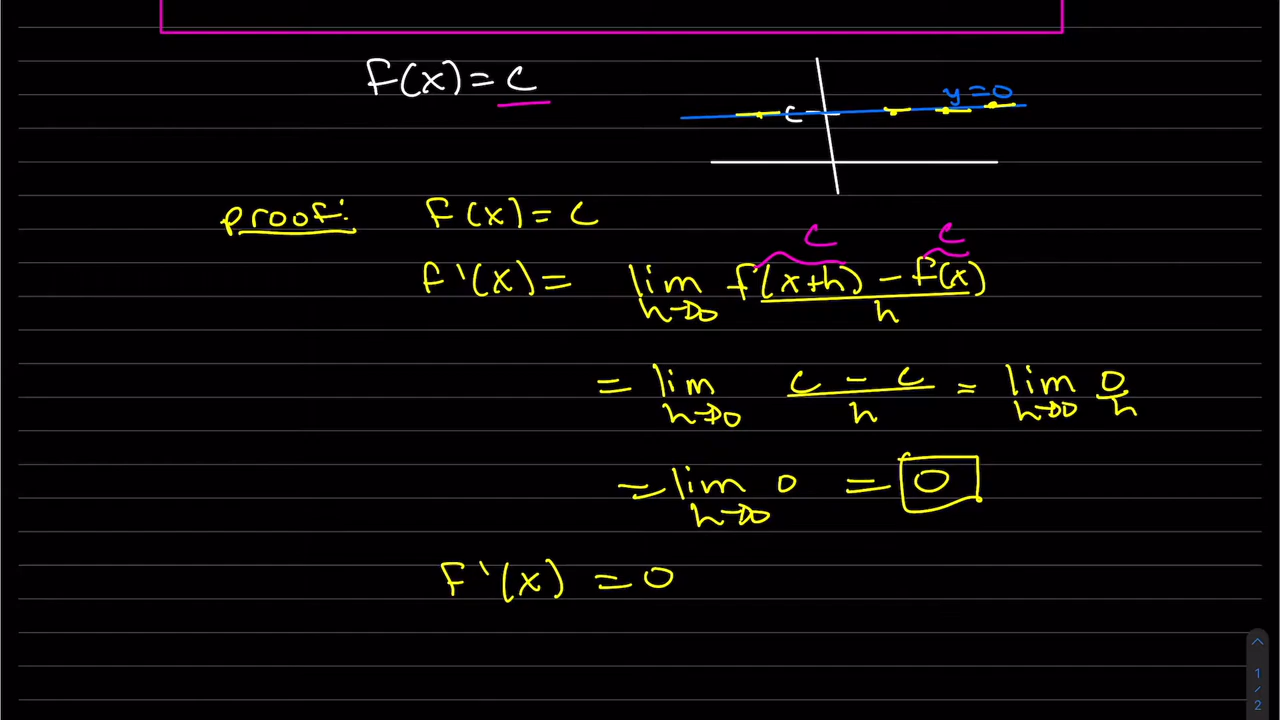 f(x) = c
y = 0
c
proof: f(x) = c
c c
f'(x) = lim h→0 f(x+h) - f(x) / h
= lim h→0 c - c / h = lim h→0 0/h
= lim h→0 0 = 0
f'(x) = 0
1
/
2